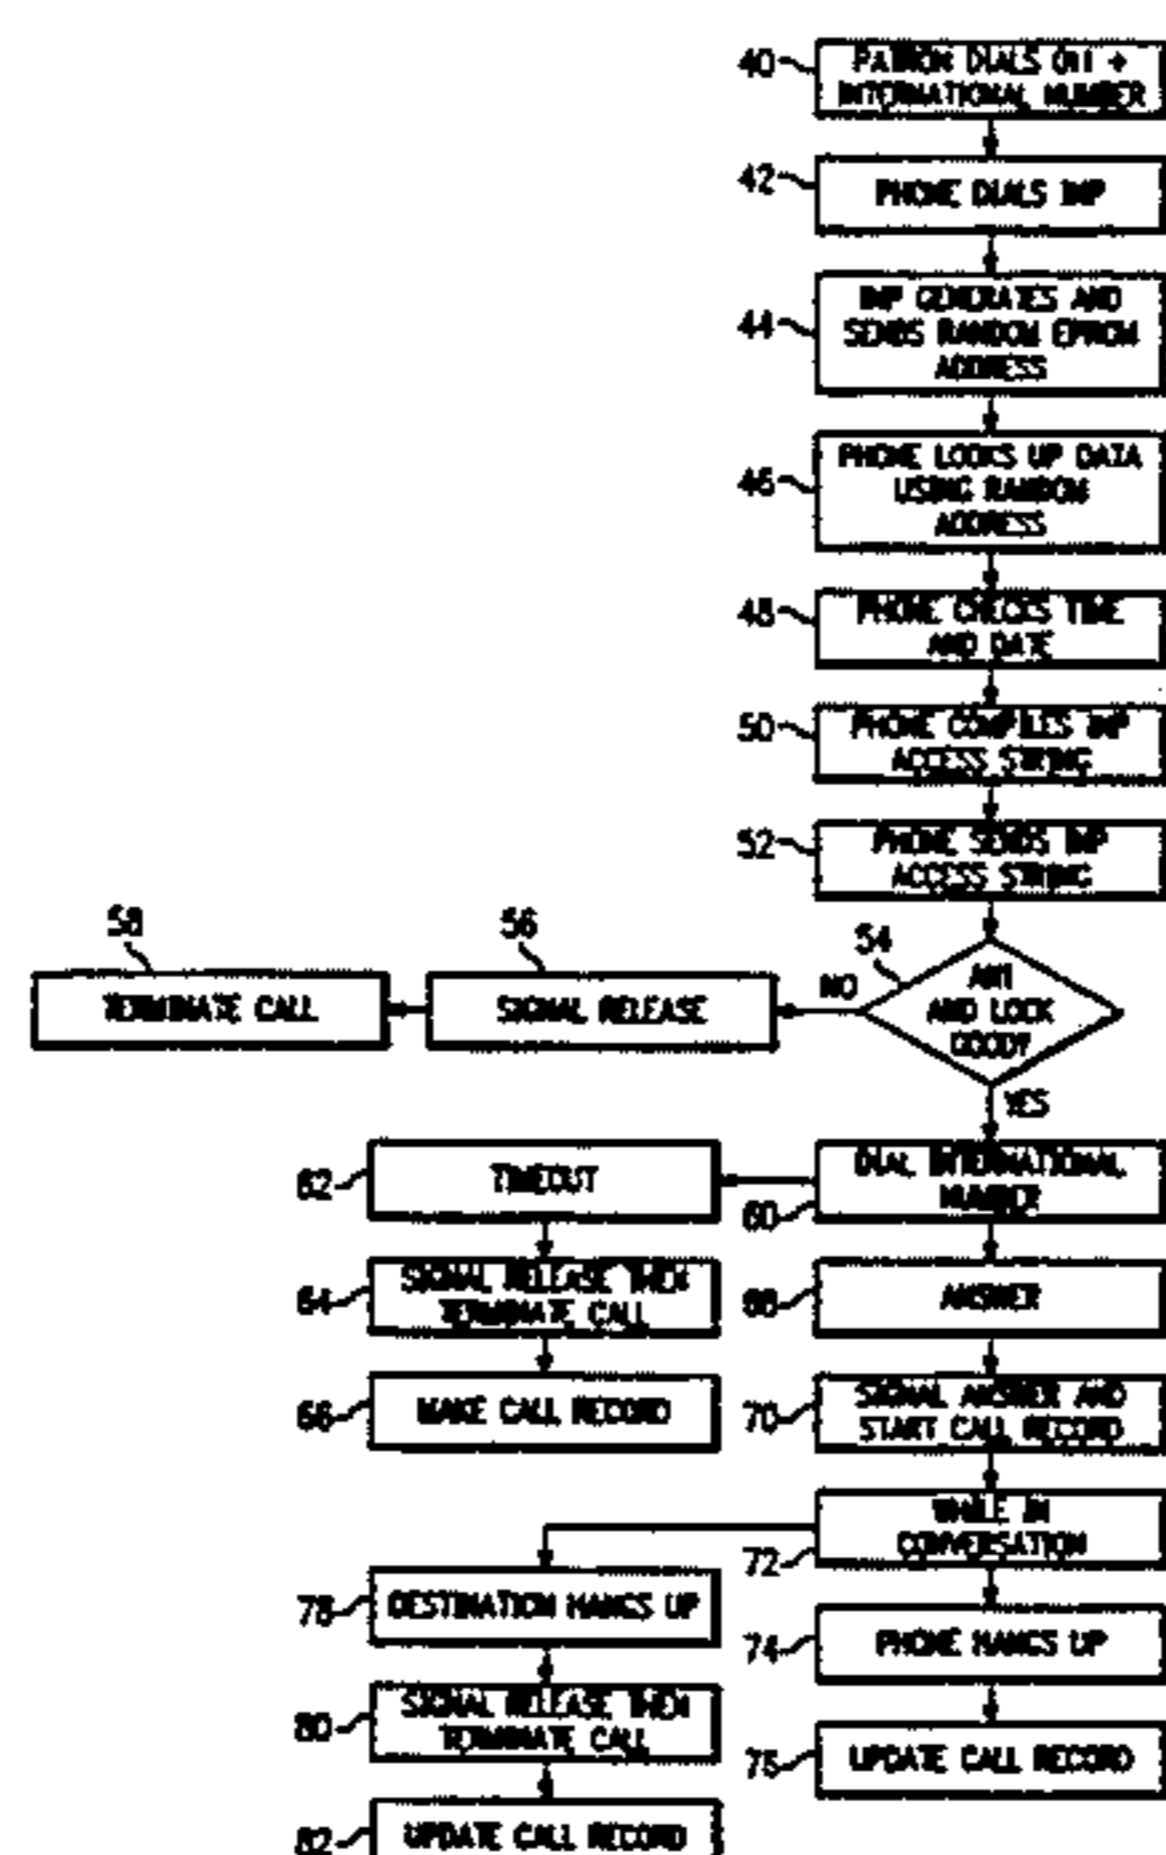 40
PATRON DIALS 011 +
INTERNATIONAL NUMBER
42
PHONE DIALS IMP
44
IMP GENERATES AND
SENDS RANDOM EPROM
ADDRESS
46
PHONE LOOKS UP DATA
USING RANDOM
ADDRESS
48
PHONE CHECKS TIME
AND DATE
50
PHONE COMPILES IMP
ACCESS STRING
52
PHONE SENDS IMP
ACCESS STRING
54
ANI
AND LOCK
GOOD?
NO
56
SIGNAL RELEASE
58
TERMINATE CALL
YES
60
DIAL INTERNATIONAL
NUMBER
62
TIMEOUT
64
SIGNAL RELEASE THEN
TERMINATE CALL
66
MAKE CALL RECORD
68
ANSWER
70
SIGNAL ANSWER AND
START CALL RECORD
72
WHILE IN
CONVERSATION
74
PHONE HANGS UP
76
UPDATE CALL RECORD
78
DESTINATION HANGS UP
80
SIGNAL RELEASE THEN
TERMINATE CALL
82
UPDATE CALL RECORD